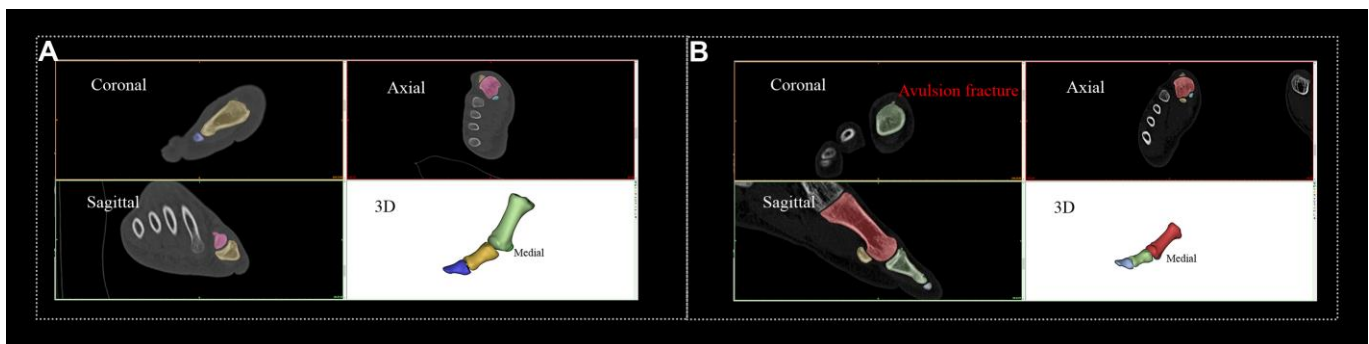 A
Coronal
Axial
Sagittal
3D
Medial
B
Coronal
Avulsion fracture
Axial
Sagittal
3D
Medial